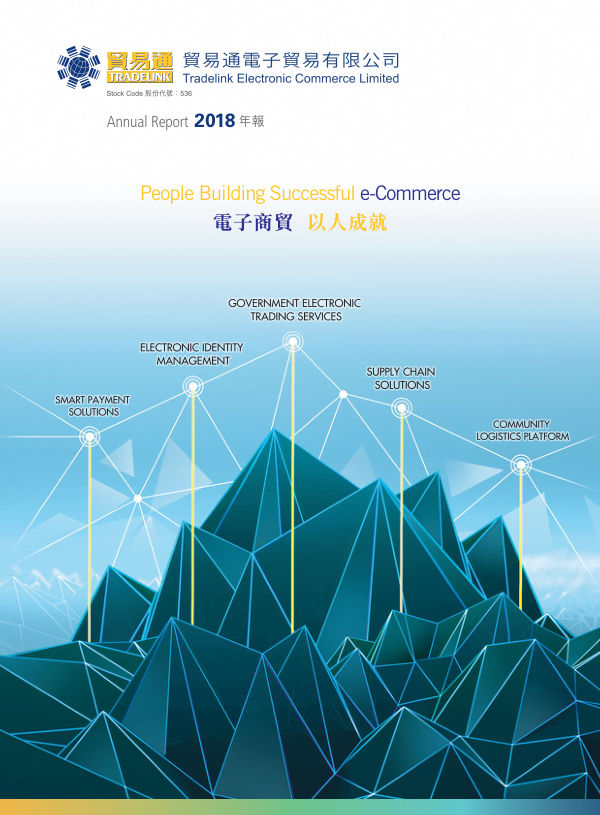 貿易通 貿易通電子貿易有限公司
TRADELINK Tradelink Electronic Commerce Limited
Stock Code 股份代號：536
Annual Report 2018 年報
People Building Successful e-Commerce
電子商貿 以人成就
GOVERNMENT ELECTRONIC
TRADING SERVICES
ELECTRONIC IDENTITY
MANAGEMENT
SUPPLY CHAIN
SOLUTIONS
SMART PAYMENT
SOLUTIONS
COMMUNITY
LOGISTICS PLATFORM